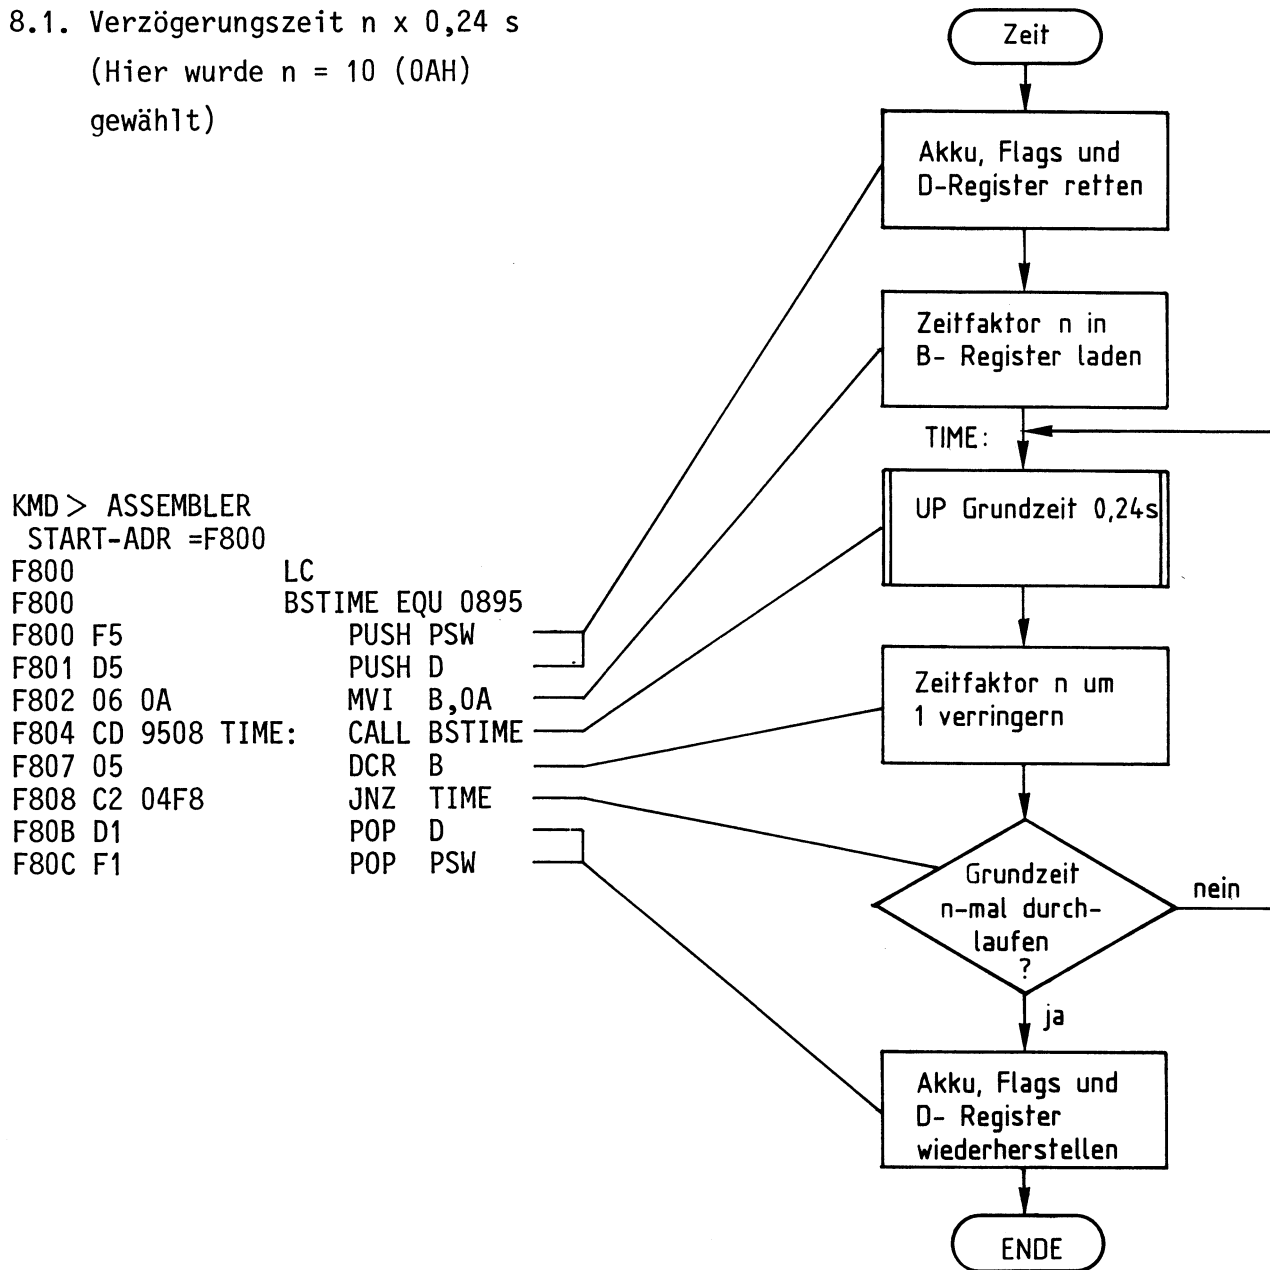 8.1. Verzögerungszeit n x 0,24 s
(Hier wurde n = 10 (0AH)
gewählt)
KMD > ASSEMBLER
START-ADR =F800
F800 LC
F800 BSTIME EQU 0895
F800 F5 PUSH PSW
F801 D5 PUSH D
F802 06 0A MVI B,0A
F804 CD 9508 TIME: CALL BSTIME
F807 05 DCR B
F808 C2 04F8 JNZ TIME
F80B D1 POP D
F80C F1 POP PSW
Zeit
Akku, Flags und
D-Register retten
Zeitfaktor n in
B- Register laden
TIME:
UP Grundzeit 0,24s
Zeitfaktor n um
1 verringern
Grundzeit
n-mal durch-
laufen
?
nein
ja
Akku, Flags und
D- Register
wiederherstellen
ENDE